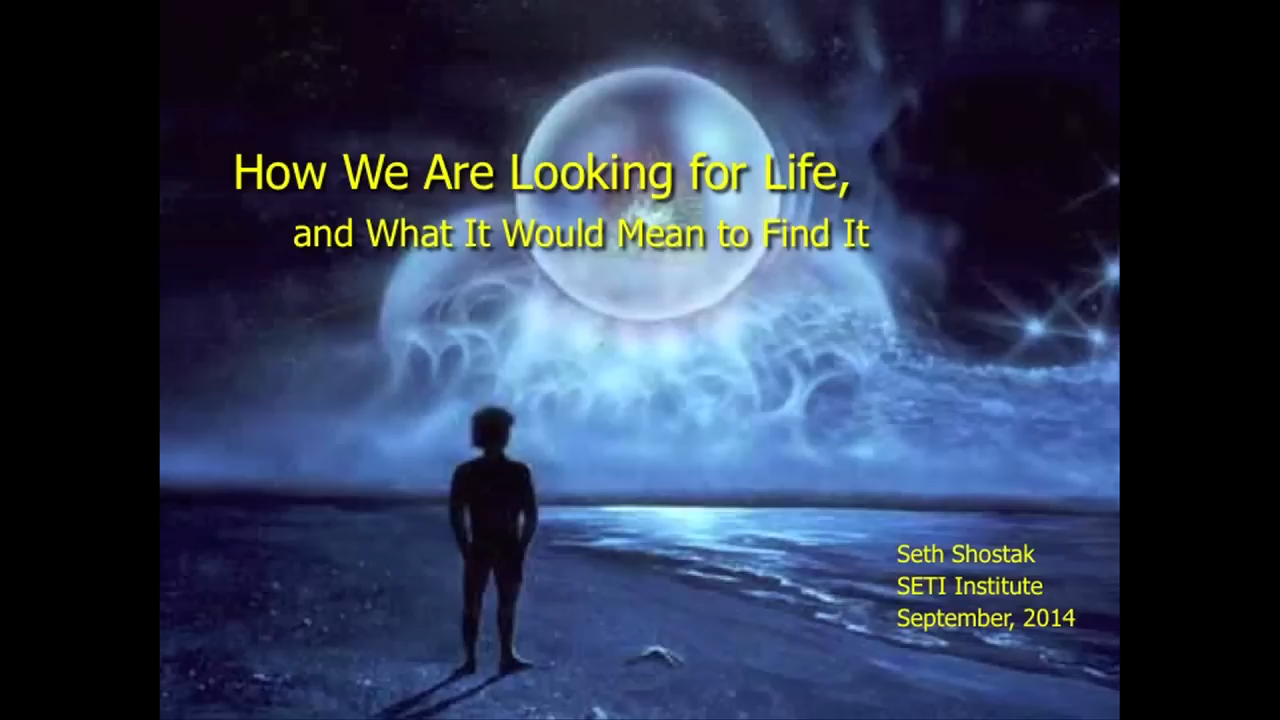 How We Are Looking for Life,
and What It Would Mean to Find It
Seth Shostak
SETI Institute
September, 2014